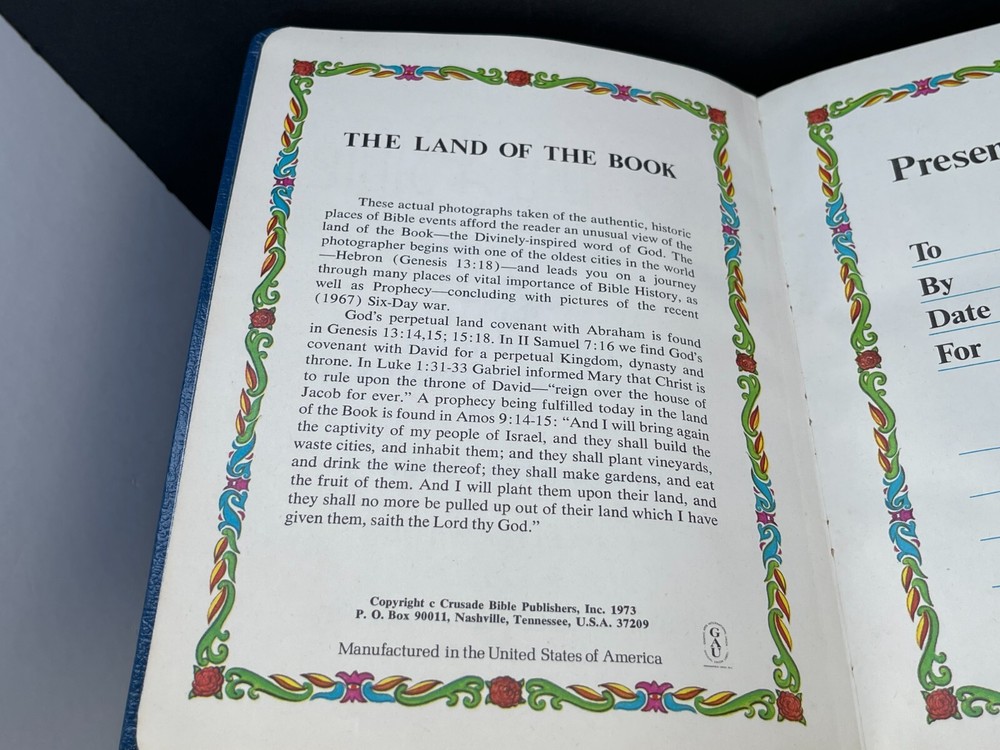 THE LAND OF THE BOOK
These actual photographs taken of the authentic, historic
places of Bible events afford the reader an unusual view of the
land of the Book—the Divinely-inspired word of God. The
photographer begins with one of the oldest cities in the world
—Hebron (Genesis 13:18)—and leads you on a journey
through many places of vital importance of Bible History, as
well as Prophecy—concluding with pictures of the recent
(1967) Six-Day war.
God's perpetual land covenant with Abraham is found
in Genesis 13:14,15; 15:18. In II Samuel 7:16 we find God's
covenant with David for a perpetual Kingdom, dynasty and
throne. In Luke 1:31-33 Gabriel informed Mary that Christ is
to rule upon the throne of David—“reign over the house of
Jacob for ever.” A prophecy being fulfilled today in the land
of the Book is found in Amos 9:14-15: “And I will bring again
the captivity of my people of Israel, and they shall build the
waste cities, and inhabit them; and they shall plant vineyards,
and drink the wine thereof; they shall make gardens, and eat
the fruit of them. And I will plant them upon their land, and
they shall no more be pulled up out of their land which I have
given them, saith the Lord thy God.”
Copyright c Crusade Bible Publishers, Inc. 1973
P. O. Box 90011, Nashville, Tennessee, U.S.A. 37209
Manufactured in the United States of America
GAU
Presen
To
By
Date
For